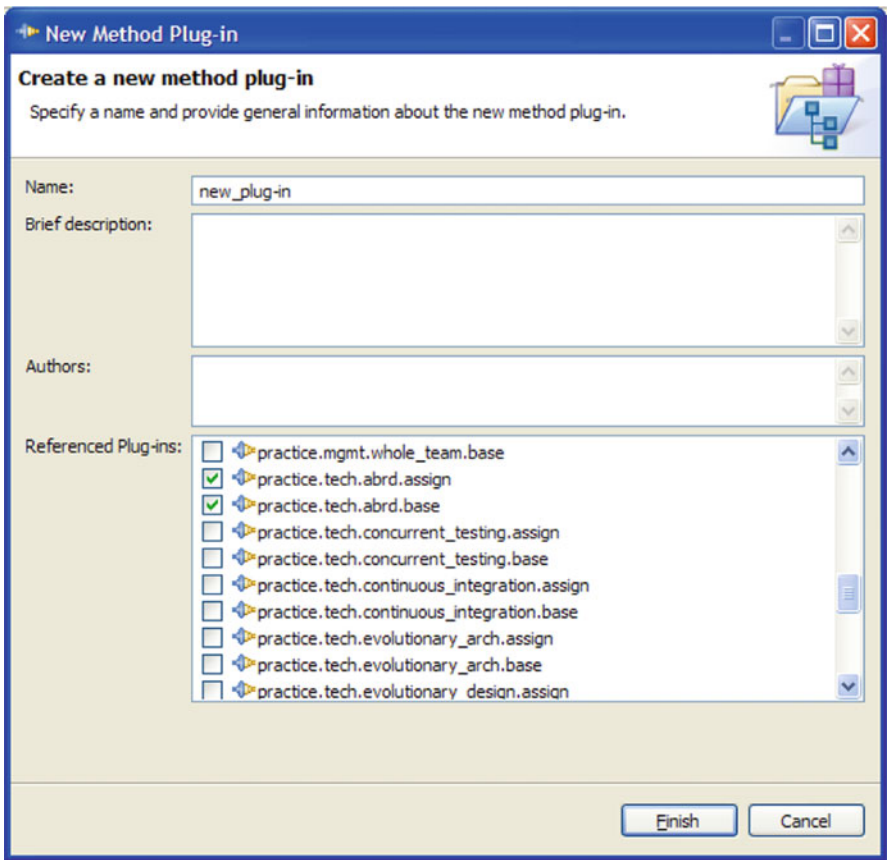 New Method Plug-in
Create a new method plug-in
Specify a name and provide general information about the new method plug-in.
Name:
new_plug-in
Brief description:
Authors:
Referenced Plug-ins:
practice.mgmt.whole_team.base
practice.tech.abrd.assign
practice.tech.abrd.base
practice.tech.concurrent_testing.assign
practice.tech.concurrent_testing.base
practice.tech.continuous_integration.assign
practice.tech.continuous_integration.base
practice.tech.evolutionary_arch.assign
practice.tech.evolutionary_arch.base
practice.tech.evolutionary_design.assign
Finish
Cancel